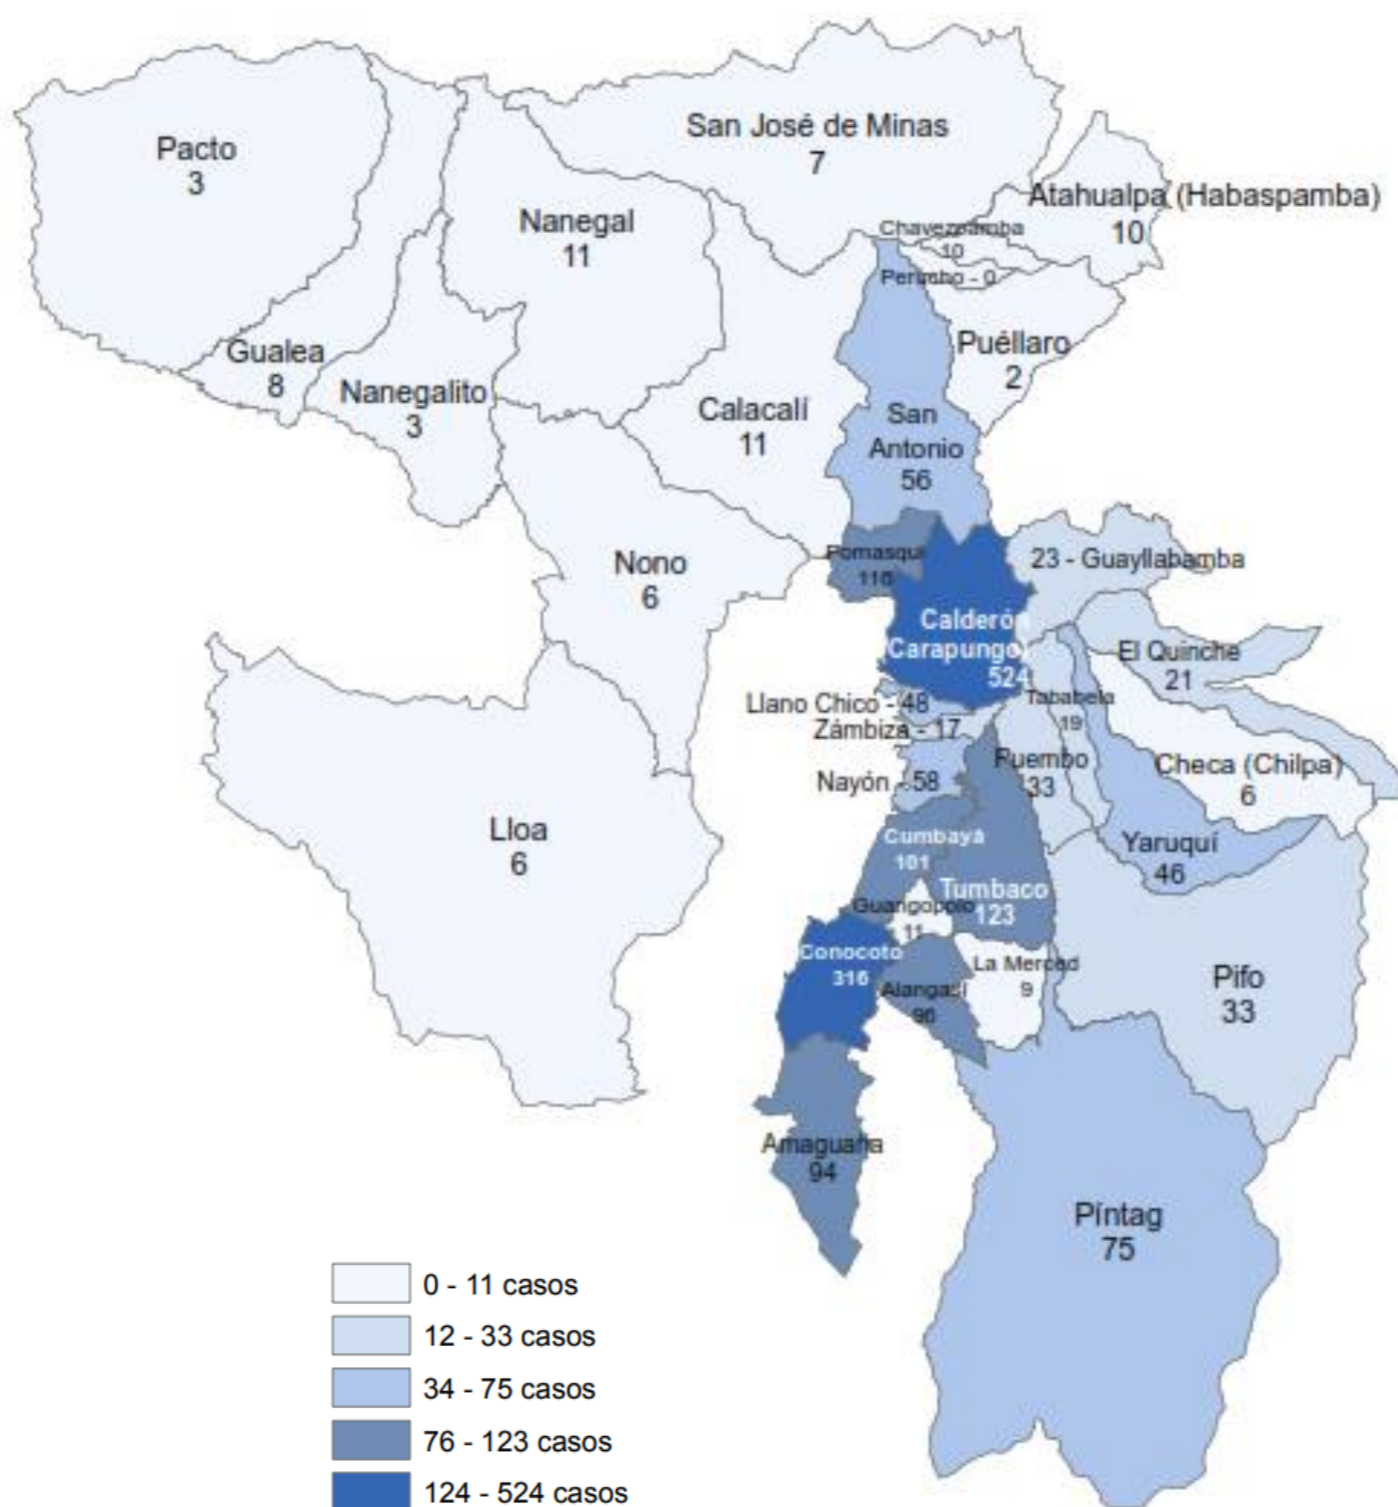 San José de Minas
7
Pacto
3
Atahualpa (Habaspamba)
10
Nanegal
11
Chavezpamba
10
Perucho - 0
Gualea
8
Puéllaro
2
Nanegalito
3
Calacalí
11
San
Antonio
56
Nono
6
Pomasqui
23 - Guayllabamba
Calderón
(Carapungo)
524
El Quinche
21
Llano Chico - 48
Tababela
19
Zámbiza - 17
Puembo
33
Checa (Chilpa)
6
Nayón - 58
Lloa
6
Cumbayá
101
Yaruquí
46
Tumbaco
123
Guangopolo
11
Conocoto
316
La Merced
9
Alangasí
96
Pifo
33
Amaguaña
94
Píntag
75
0 - 11 casos
12 - 33 casos
34 - 75 casos
76 - 123 casos
124 - 524 casos